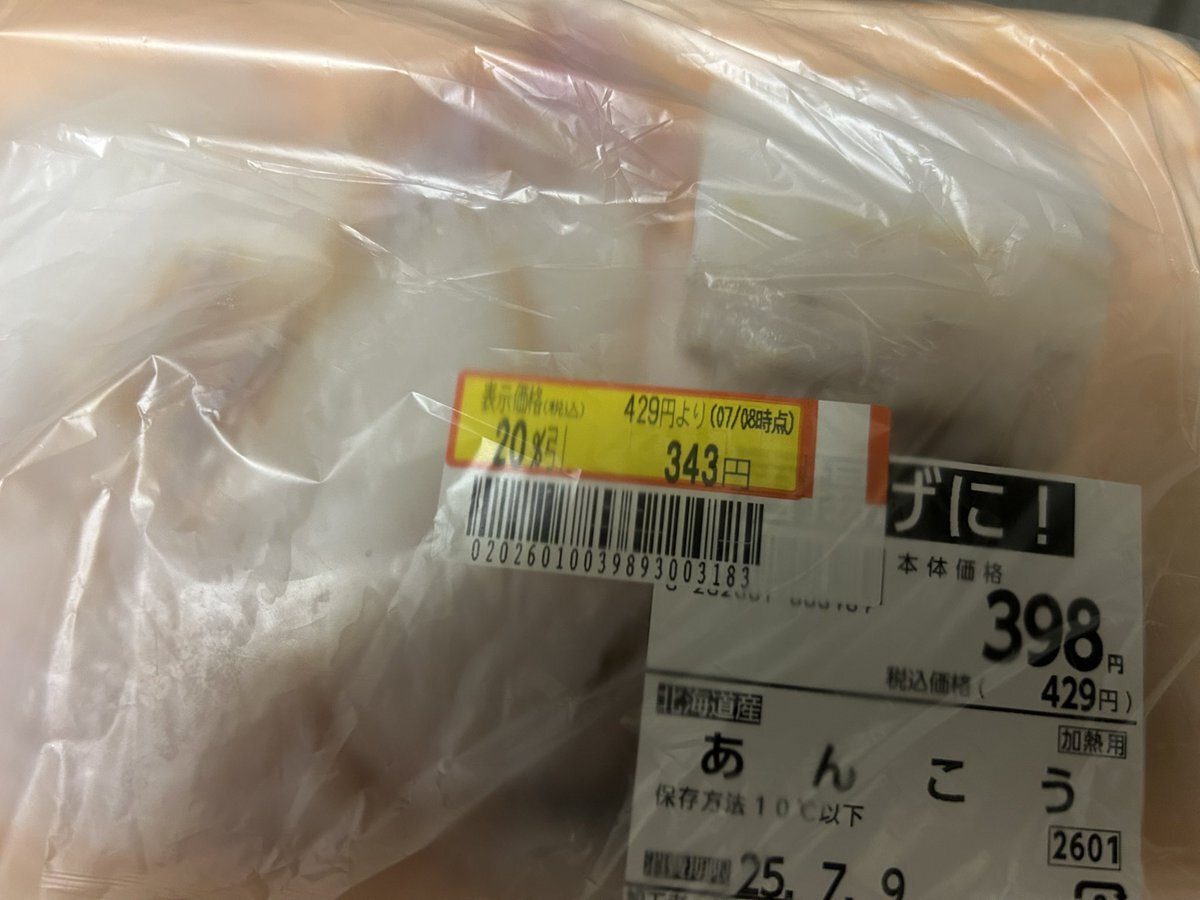 表示価格(税込) 429円より(07/08時点)
20%引 343円
02026010039893003183
げに!
本体価格
398円
税込価格( 429円)
北海道産
加熱用
あんこう
保存方法10℃以下
2601
25. 7. 9